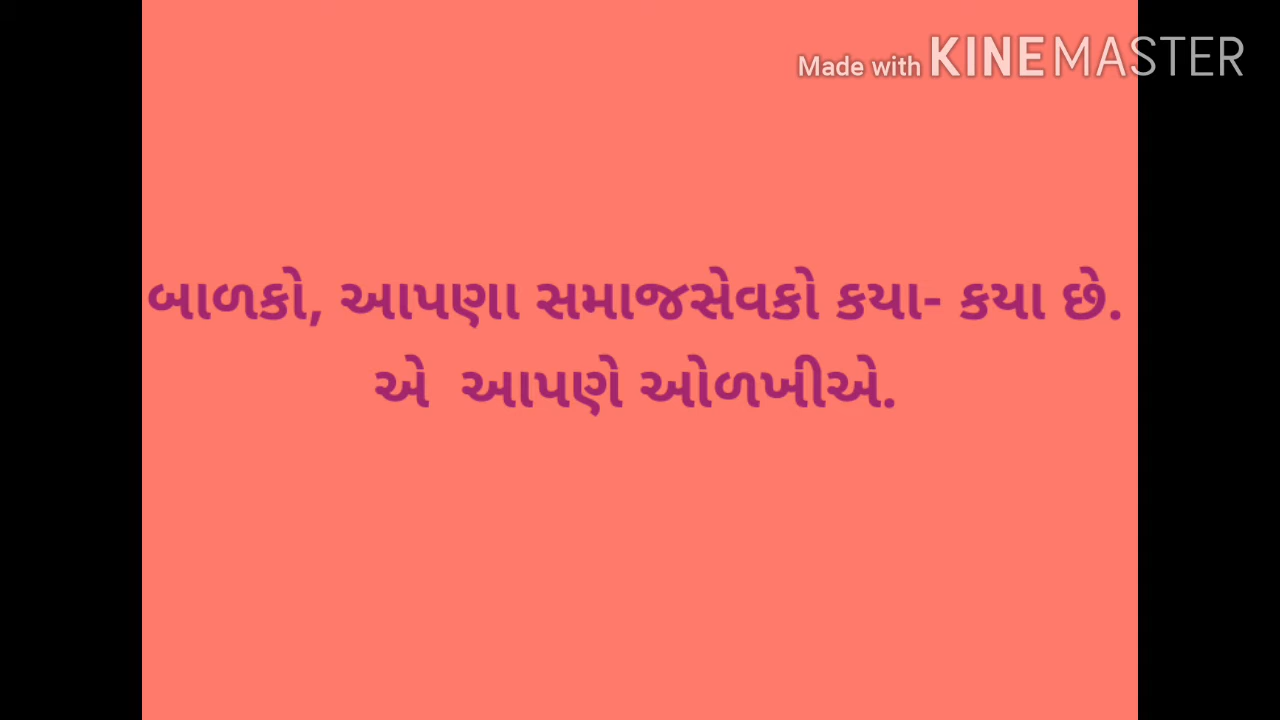 Made with KINEMASTER
બાળકો, આપણા સમાજસેવકો કયા- કયા છે.
એ  આપણે ઓળખીએ.